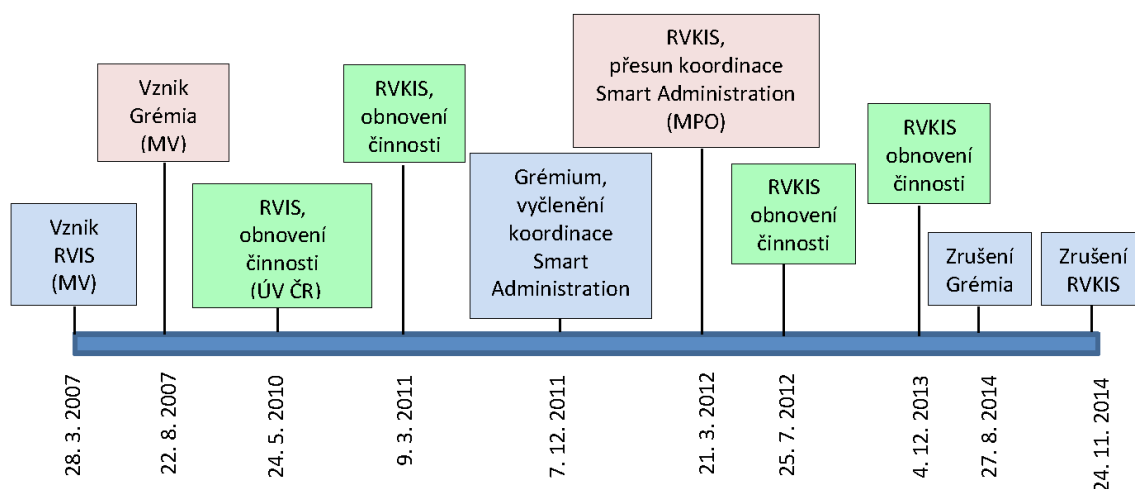 Vznik
RVIS
(MV)
Vznik
Grémia
(MV)
RVIS,
obnovení
činnosti
(ÚV ČR)
RVKIS,
obnovení
činnosti
Grémium,
vyčlenění
koordinace
Smart
Administration
RVKIS,
přesun koordinace
Smart Administration
(MPO)
RVKIS
obnovení
činnosti
RVKIS
obnovení
činnosti
Zrušení
Grémia
Zrušení
RVKIS
28. 3. 2007
22. 8. 2007
24. 5. 2010
9. 3. 2011
7. 12. 2011
21. 3. 2012
25. 7. 2012
4. 12. 2013
27. 8. 2014
24. 11. 2014